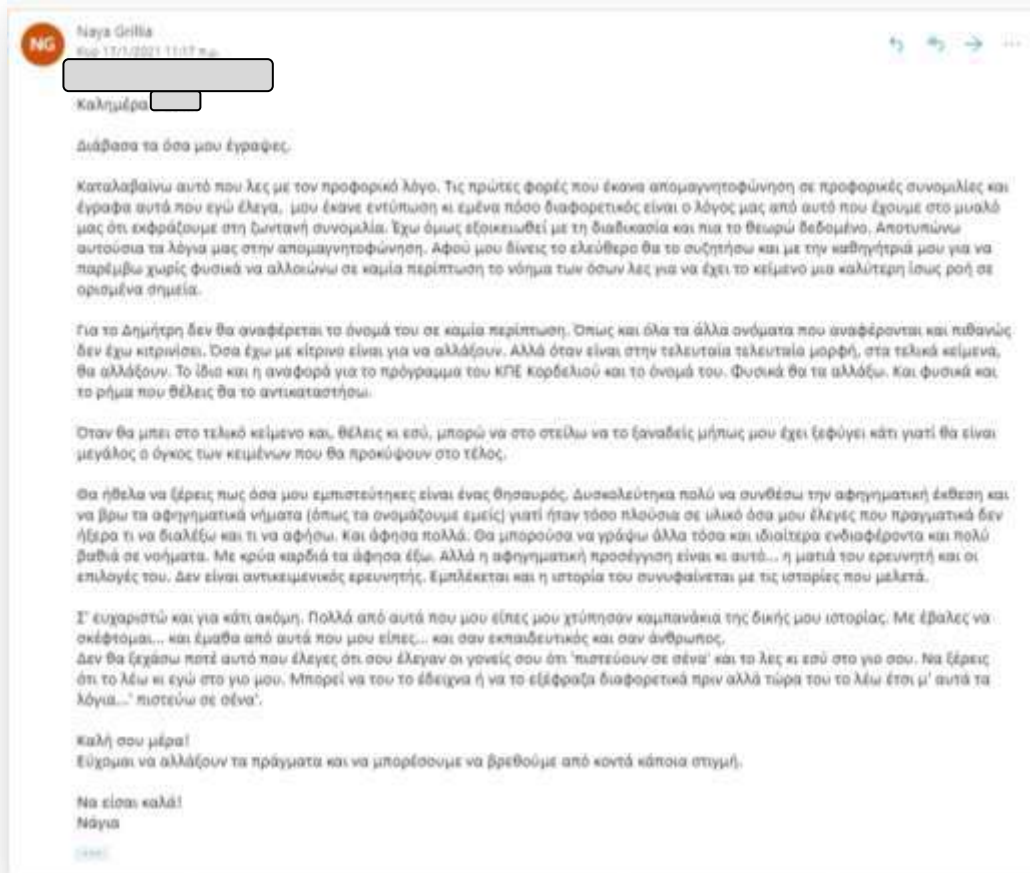 NG
Naya Grillia
Κυρ 17/1/2021 11:17 π.μ.
Καλημέρα
Διάβασα τα όσα μου έγραψες.
Καταλαβαίνω αυτό που λες με τον προφορικό λόγο. Τις πρώτες φορές που έκανα απομαγνητοφώνηση σε προφορικές συνομιλίες και
έγραφα αυτά που εγώ έλεγα, μου έκανε εντύπωση κι εμένα πόσο διαφορετικός είναι ο λόγος μας από αυτό που έχουμε στο μυαλό
μας ότι εκφράζουμε στη ζωντανή συνομιλία. Έχω όμως εξοικειωθεί με τη διαδικασία και πια το θεωρώ δεδομένο. Αποτυπώνω
αυτούσια τα λόγια μας στην απομαγνητοφώνηση. Αφού μου δίνεις το ελεύθερο θα το συζητήσω και με την καθηγήτριά μου για να
παρέμβω χωρίς φυσικά να αλλοιώνω σε καμία περίπτωση το νόημα των όσων λες για να έχει το κείμενο μια καλύτερη ίσως ροή σε
ορισμένα σημεία.
Για το Δημήτρη δεν θα αναφέρεται το όνομά του σε καμία περίπτωση. Όπως και όλα τα άλλα ονόματα που αναφέρονται και πιθανώς
δεν έχω κιτρινίσει. Όσα έχω με κίτρινο είναι για να αλλάξουν. Αλλά όταν είναι στην τελευταία τελευταία μορφή, στα τελικά κείμενα,
θα αλλάξουν. Το ίδιο και η αναφορά για το πρόγραμμα του ΚΠΕ Κορδελιού και το όνομά του. Φυσικά θα τα αλλάξω. Και φυσικά και
το ρήμα που θέλεις θα το αντικαταστήσω.
Όταν θα μπει στο τελικό κείμενο και, θέλεις κι εσύ, μπορώ να στο στείλω να το ξαναδείς μήπως μου έχει ξεφύγει κάτι γιατί θα είναι
μεγάλος ο όγκος των κειμένων που θα προκύψουν στο τέλος.
Θα ήθελα να ξέρεις πως όσα μου εμπιστεύτηκες είναι ένας θησαυρός. Δυσκολεύτηκα πολύ να συνθέσω την αφηγηματική έκθεση και
να βρω τα αφηγηματικά νήματα (όπως τα ονομάζουμε εμείς) γιατί ήταν τόσο πλούσια σε υλικό όσα μου έλεγες που πραγματικά δεν
ήξερα τι να διαλέξω και τι να αφήσω. Και άφησα πολλά. Θα μπορούσα να γράψω άλλα τόσα και ιδιαίτερα ενδιαφέροντα και πολύ
βαθιά σε νοήματα. Με κρύα καρδιά τα άφησα έξω. Αλλά η αφηγηματική προσέγγιση είναι κι αυτό... η ματιά του ερευνητή και οι
επιλογές του. Δεν είναι αντικειμενικός ερευνητής. Εμπλέκεται και η ιστορία του συνυφαίνεται με τις ιστορίες που μελετά.
Σ' ευχαριστώ και για κάτι ακόμη. Πολλά από αυτά που μου είπες μου χτύπησαν καμπανάκια της δικής μου ιστορίας. Με έβαλες να
σκέφτομαι... και έμαθα από αυτά που μου είπες... και σαν εκπαιδευτικός και σαν άνθρωπος.
Δεν θα ξεχάσω ποτέ αυτό που έλεγες ότι σου έλεγαν οι γονείς σου ότι 'πιστεύουν σε σένα' και το λες κι εσύ στο γιο σου. Να ξέρεις
ότι το λέω κι εγώ στο γιο μου. Μπορεί να του το έδειχνα ή να το εξέφραζα διαφορετικά πριν αλλά τώρα του το λέω έτσι μ' αυτά τα
λόγια...' πιστεύω σε σένα'.
Καλή σου μέρα!
Εύχομαι να αλλάξουν τα πράγματα και να μπορέσουμε να βρεθούμε από κοντά κάποια στιγμή.
Να είσαι καλά!
Νάγια